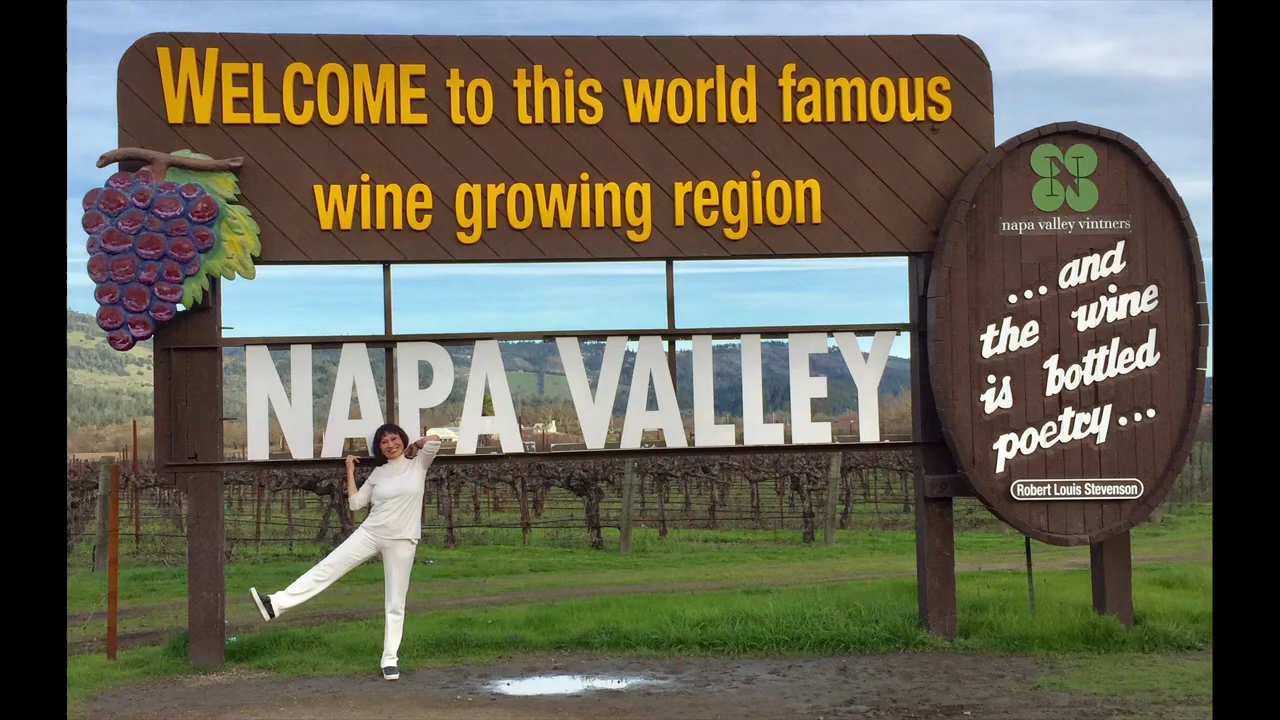 WELCOME to this world famous
wine growing region
NAPA VALLEY
N
napa valley vintners
... and
the wine
is bottled
poetry...
Robert Louis Stevenson